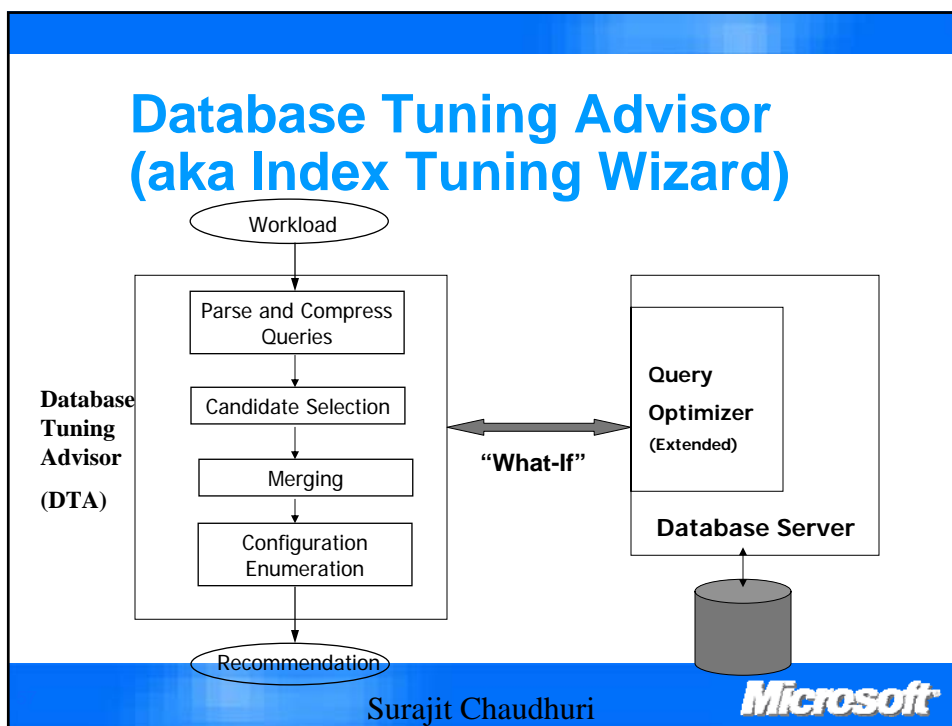 Database Tuning Advisor
(aka Index Tuning Wizard)
Workload
Parse and Compress
Queries
Candidate Selection
Merging
Configuration
Enumeration
Recommendation
Database
Tuning
Advisor
(DTA)
“What-If”
Query
Optimizer
(Extended)
Database Server
Surajit Chaudhuri
Microsoft